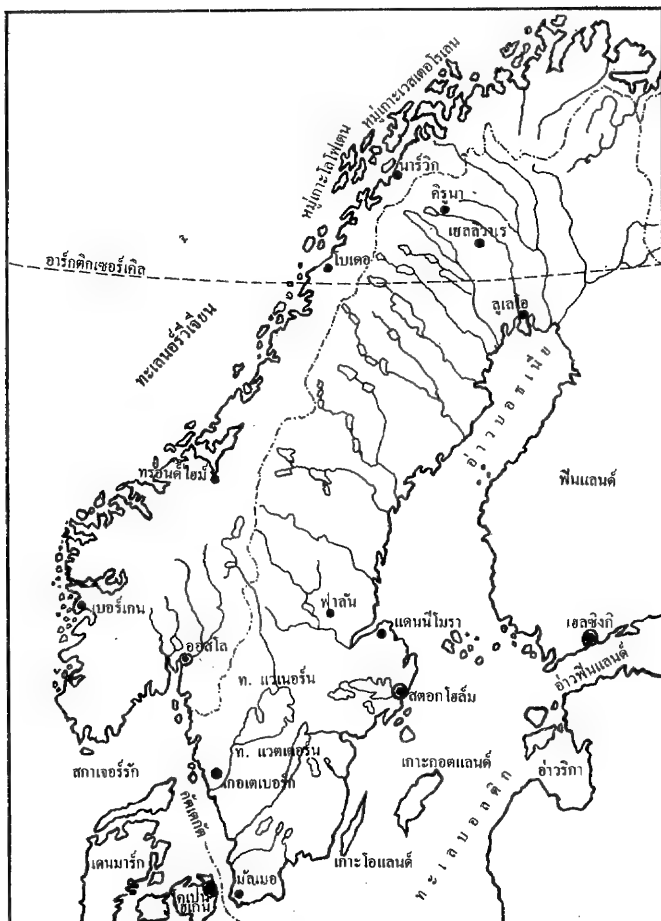 หมู่เกาะเวสเตอโรเลน
หมู่เกาะโลโฟเตน
นาร์วิก
คิรูนา
เยลลิวาเร
อาร์กติกเซอร์เคิล
โบเดอ
ลูเลโอ
ทะเลนอร์วีเจียน
อ่าวบอธเนีย
ทรอนด์ไฮม์
ฟินแลนด์
เบอร์เกน
ฟาลัน
แดนนีโมรา
เฮลซิงกิ
ออสโล
อ่าวฟินแลนด์
ท. แวเนอร์น
สตอกโฮล์ม
สกาเจอร์รัก
ท. แวตเตอร์น
เกาะกอตแลนด์
อ่าวริกา
เกอเตเบอร์ก
คัตเตกัต
ทะเลบอลติก
เดนมาร์ก
เกาะโอแลนด์
โคเปน
เฮเกน
มัลเมอ